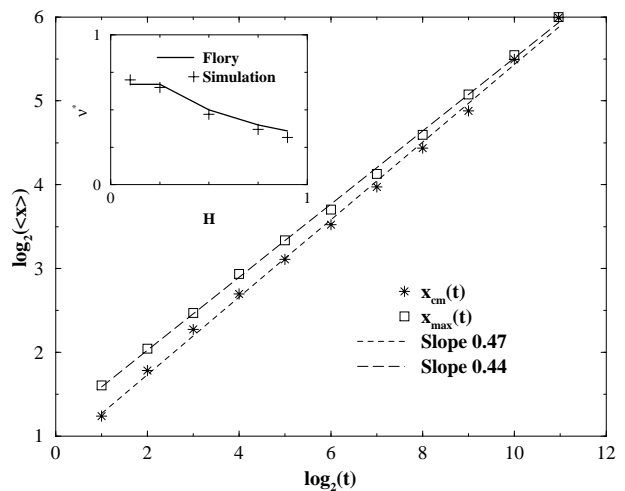 6
5
4
3
2
1
log₂(<x>)
0
2
4
6
8
10
12
log₂(t)
1
0
ν*
0
1
H
Flory
Simulation
x_cm(t)
x_max(t)
Slope 0.47
Slope 0.44